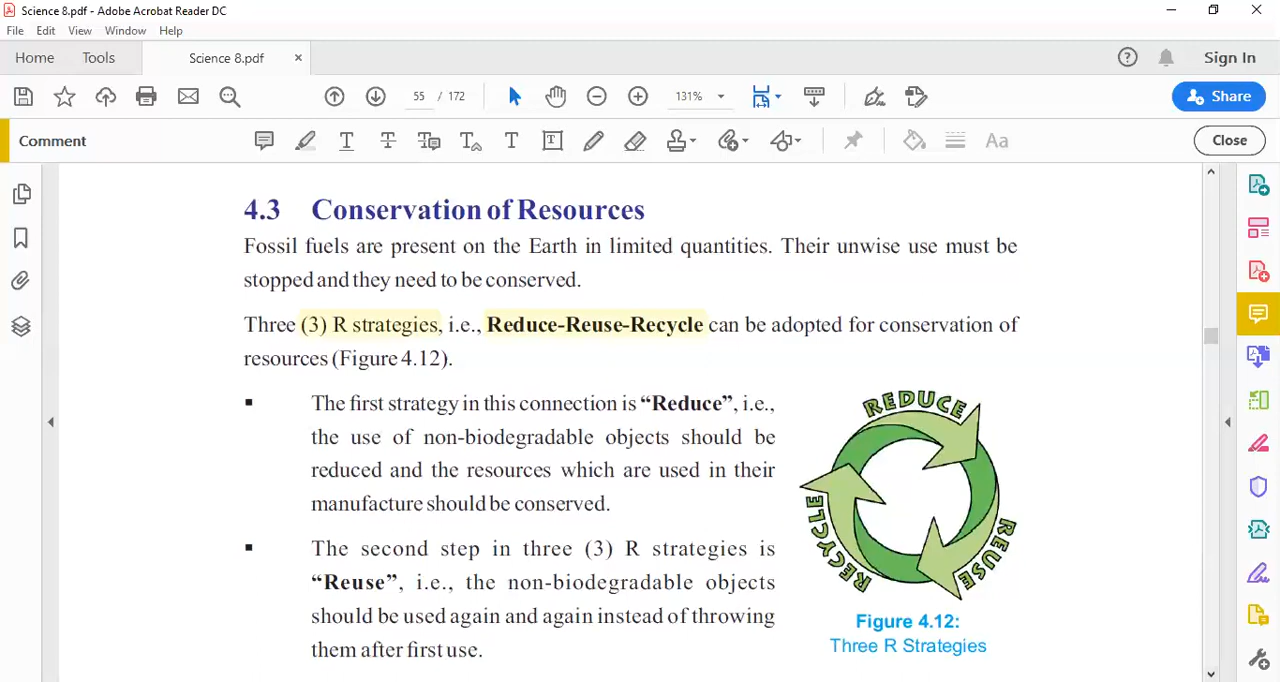 Science 8.pdf - Adobe Acrobat Reader DC
File Edit View Window Help
Home Tools Science 8.pdf × Sign In
55 / 172 131% Share
Comment Aa Close
4.3 Conservation of Resources
Fossil fuels are present on the Earth in limited quantities. Their unwise use must be
stopped and they need to be conserved.
Three (3) R strategies, i.e., Reduce-Reuse-Recycle can be adopted for conservation of
resources (Figure 4.12).
▪ The first strategy in this connection is “Reduce”, i.e.,
the use of non-biodegradable objects should be
reduced and the resources which are used in their
manufacture should be conserved.
▪ The second step in three (3) R strategies is
“Reuse”, i.e., the non-biodegradable objects
should be used again and again instead of throwing
them after first use.
REDUCE
REUSE
RECYCLE
Figure 4.12:
Three R Strategies